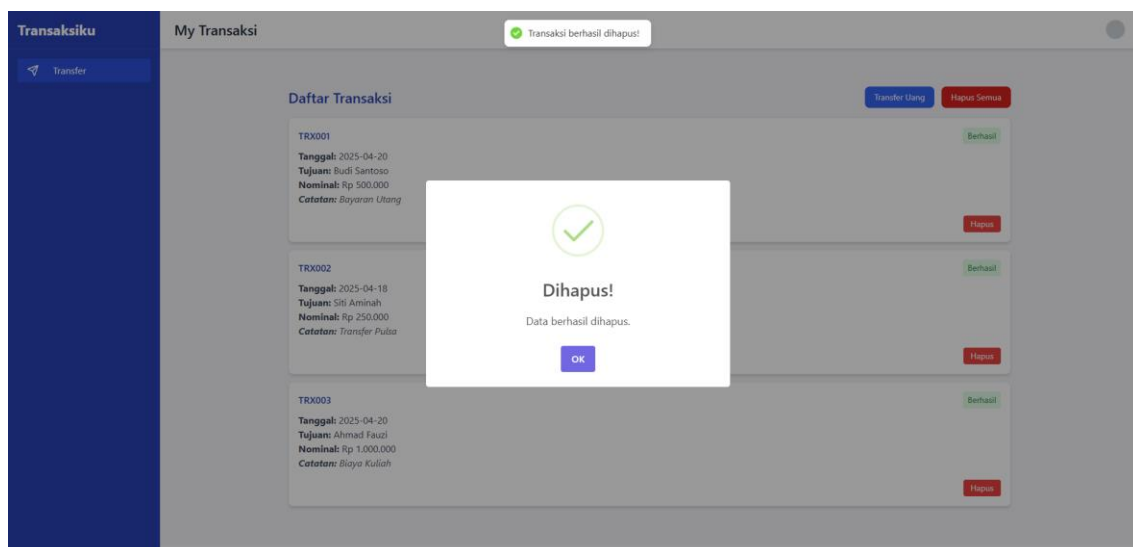 Transaksiku
My Transaksi
Transaksi berhasil dihapus!
Transfer
Daftar Transaksi
Transfer Uang
Hapus Semua
TRX001
Berhasil
Tanggal: 2025-04-20
Tujuan: Budi Santoso
Nominal: Rp 500.000
Catatan: Bayaran Utang
Hapus
TRX002
Berhasil
Tanggal: 2025-04-18
Tujuan: Siti Aminah
Nominal: Rp 250.000
Catatan: Transfer Pulsa
Hapus
Dihapus!
Data berhasil dihapus.
OK
TRX003
Berhasil
Tanggal: 2025-04-20
Tujuan: Ahmad Fauzi
Nominal: Rp 1.000.000
Catatan: Biaya Kuliah
Hapus